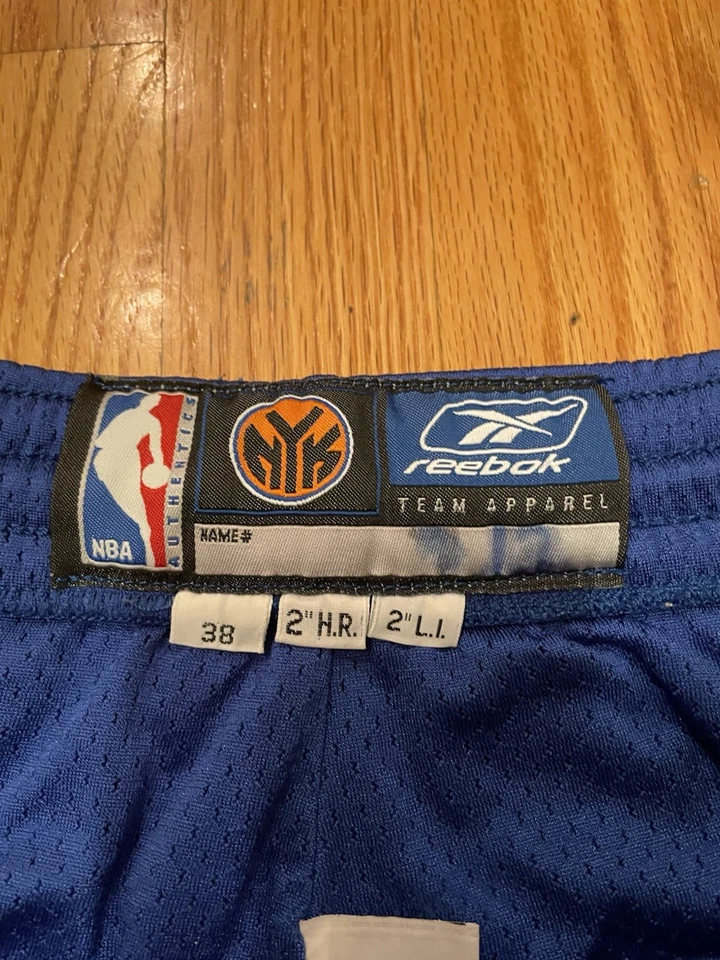 NBA
AUTHENTICS
NYK
reebok
TEAM APPAREL
NAME#
38
2" H.R.
2" L.I.